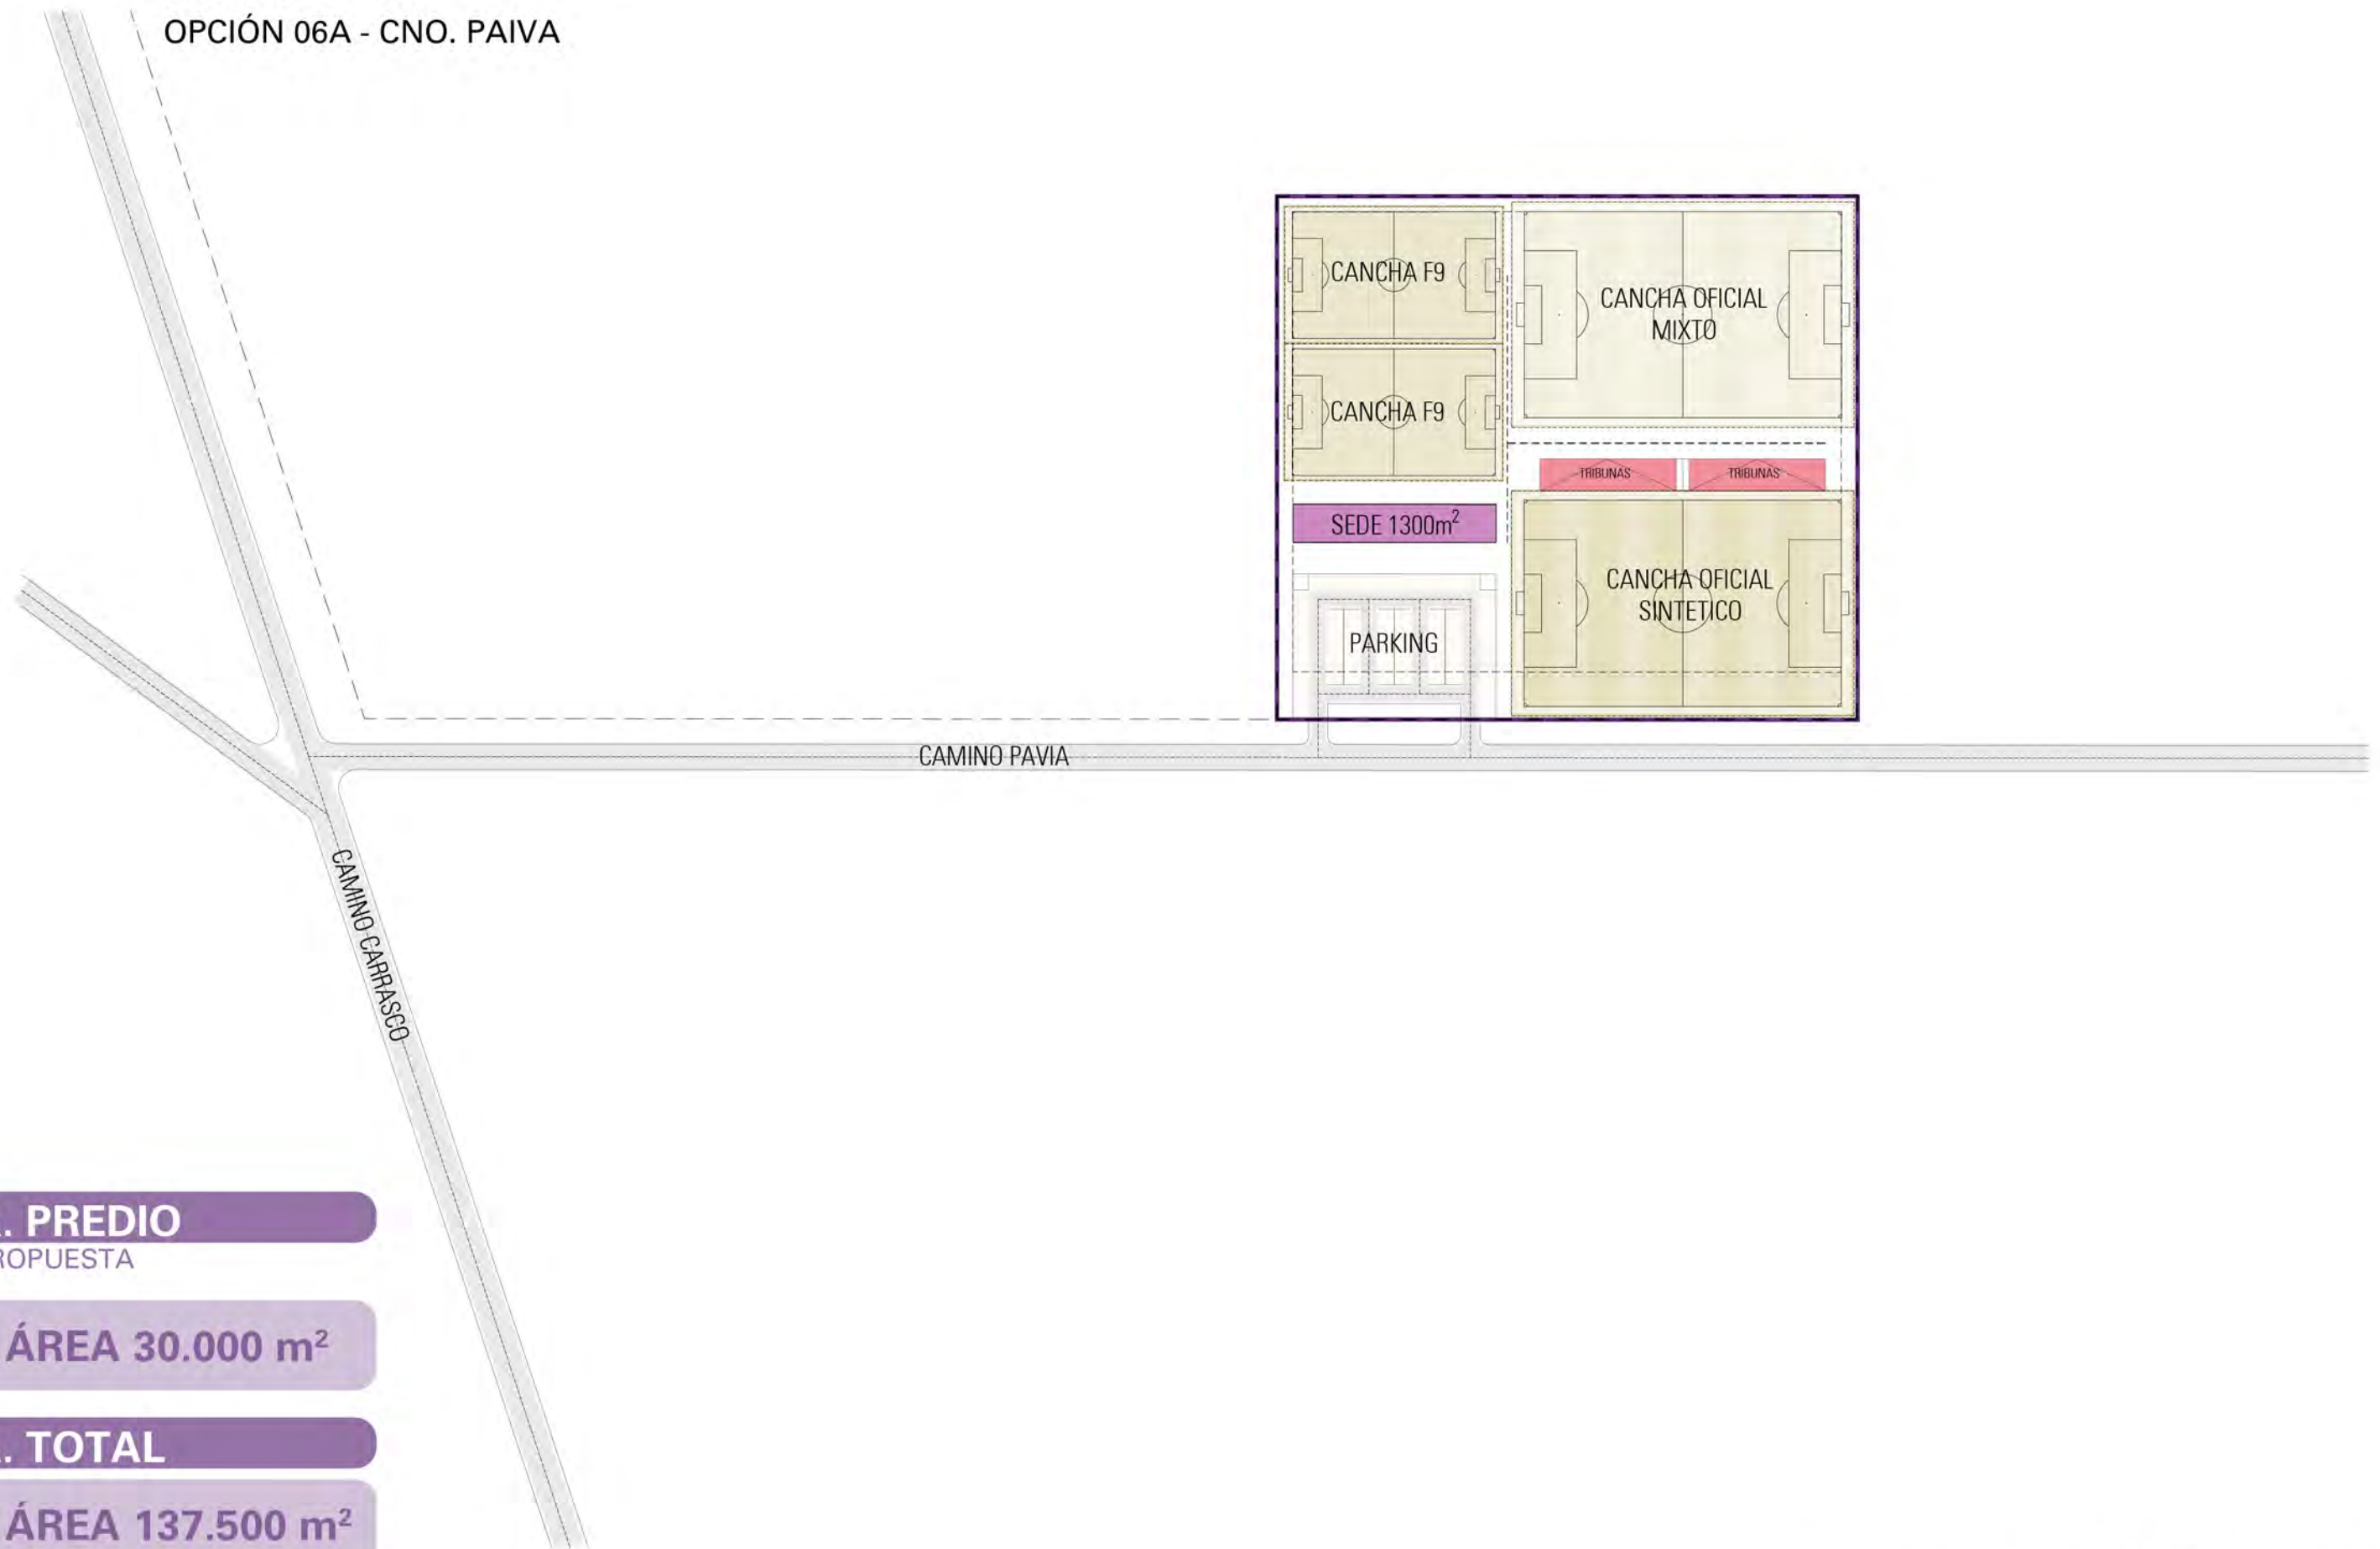 OPCIÓN 06A - CNO. PAIVA
CANCHA F9
CANCHA OFICIAL
MIXTO
CANCHA F9
TRIBUNAS
TRIBUNAS
SEDE 1300m²
CANCHA OFICIAL
SINTETICO
PARKING
CAMINO PAVIA
CAMINO CARRASCO
. PREDIO
ROPUESTA
ÁREA 30.000 m²
. TOTAL
ÁREA 137.500 m²